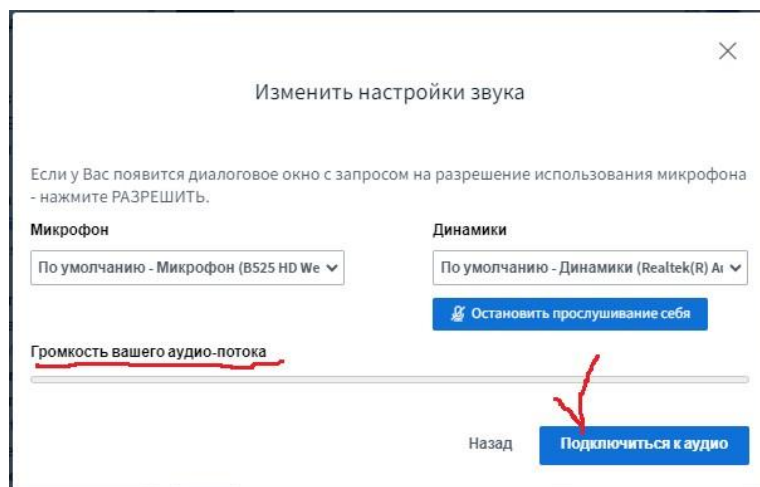 Изменить настройки звука
Если у Вас появится диалоговое окно с запросом на разрешение использования микрофона
- нажмите РАЗРЕШИТЬ.
Микрофон
Динамики
По умолчанию - Микрофон (B525 HD We
По умолчанию - Динамики (Realtek(R) Au
Остановить прослушивание себя
Громкость вашего аудио-потока
Назад
Подключиться к аудио